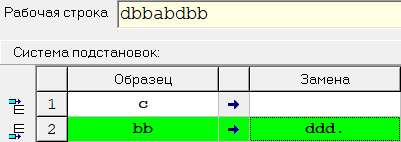 Рабочая строка dbbabdbb
Система подстановок:
Образец Замена
1 c
2 bb ddd.